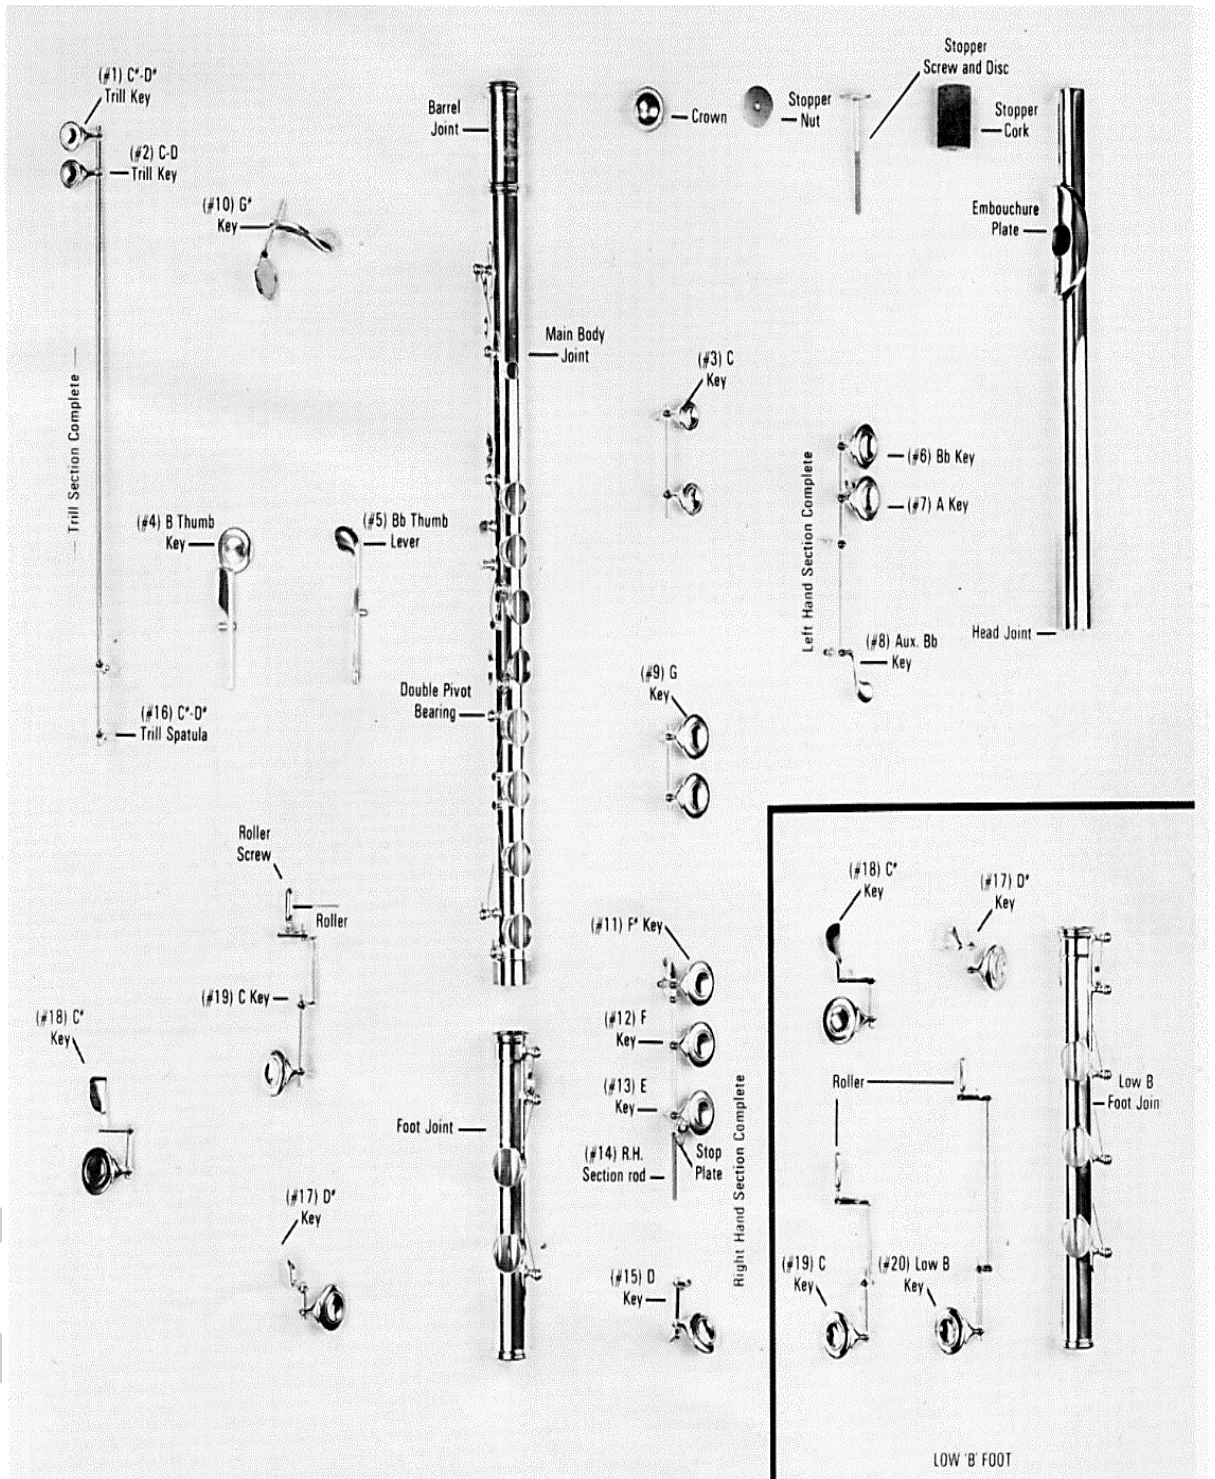 (#1) C#-D#
Trill Key
(#2) C-D
Trill Key
(#10) G#
Key
Trill Section Complete
(#4) B Thumb
Key
(#5) Bb Thumb
Lever
(#16) C#-D#
Trill Spatula
Barrel
Joint
Main Body
Joint
Double Pivot
Bearing
Crown
Stopper
Nut
Stopper
Screw and Disc
Stopper
Cork
Embouchure
Plate
Head Joint
(#3) C
Key
Left Hand Section Complete
(#6) Bb Key
(#7) A Key
(#8) Aux. Bb
Key
(#9) G
Key
Roller
Screw
Roller
(#19) C Key
(#18) C#
Key
(#17) D#
Key
Foot Joint
(#11) F# Key
(#12) F
Key
(#13) E
Key
(#14) R.H.
Section rod
Stop
Plate
Right Hand Section Complete
(#15) D
Key
(#18) C#
Key
(#17) D#
Key
Roller
Low B
Foot Join
(#19) C
Key
(#20) Low B
Key
LOW 'B' FOOT